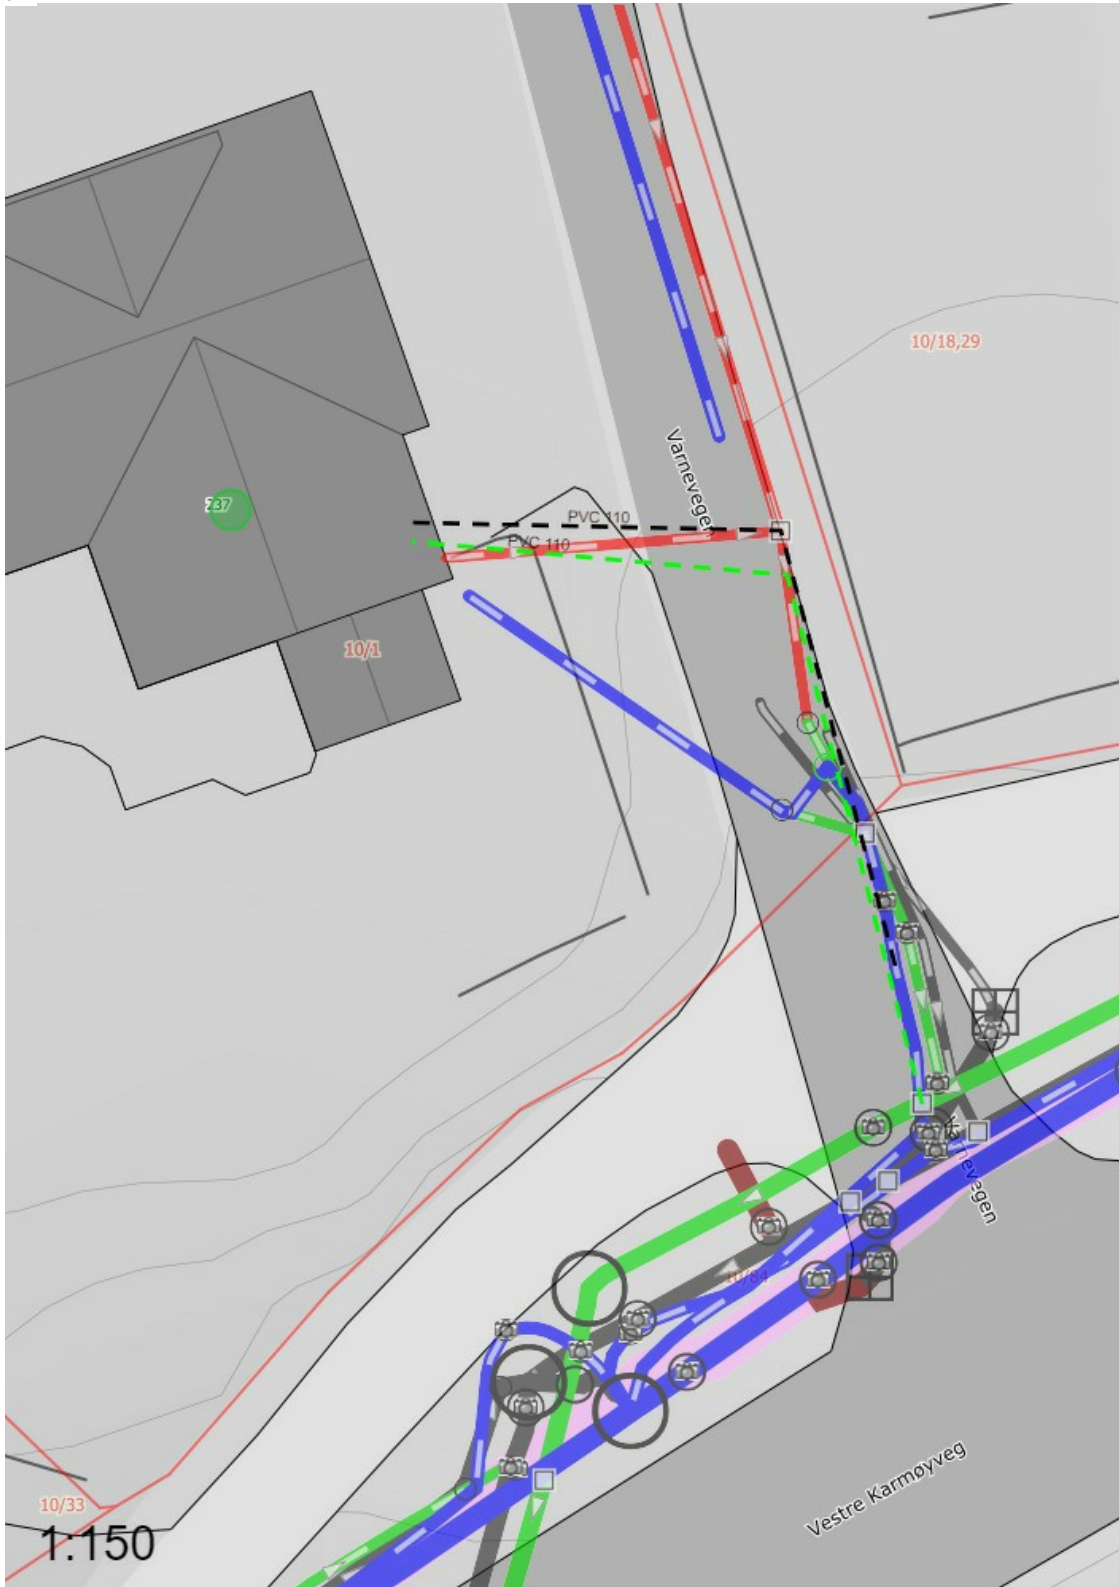 10/18,29
Varnevegen
237
PVC 110
PVC 110
10/1
Varnevegen
10/84
Vestre Karmøyveg
10/33
1:150